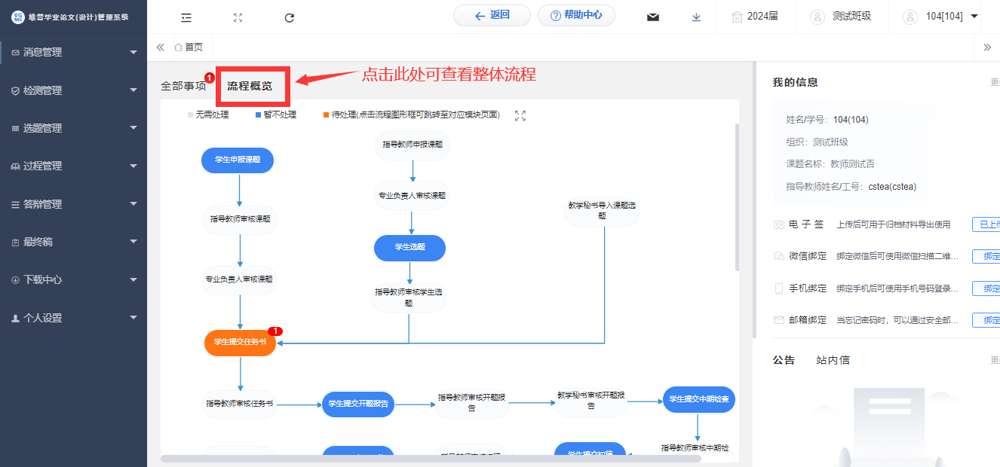 维普毕业论文(设计)管理系统
返回
帮助中心
2024届
测试班级
104[104]
消息管理
检测管理
选题管理
过程管理
答辩管理
最终稿
下载中心
个人设置
首页
全部事项
1
流程概览
点击此处可查看整体流程
无需处理
暂不处理
待处理(点击流程图形框可跳转至对应模块页面)
学生申报课题
指导教师审核课题
专业负责人审核课题
指导教师申报课题
专业负责人审核课题
学生选题
指导教师审核学生选
题
教学秘书导入课题选
题
学生提交任务书
1
指导教师审核任务书
学生提交开题报告
指导教师审核开题报
告
教学秘书审核开题报
告
学生提交中期检查
指导教师审核中期检
学生提交初稿
我的信息
更
姓名/学号：104(104)
组织：测试班级
课题名称：教师测试否
指导教师姓名/工号：cstea(cstea)
电 子 签
上传后可用于归档材料导出使用
已上传
微信绑定
绑定微信后可使用微信扫描二维...
绑定
手机绑定
绑定手机后可使用手机号码登录...
绑定
邮箱绑定
当忘记密码时，可以通过安全邮...
绑定
公告
站内信
更